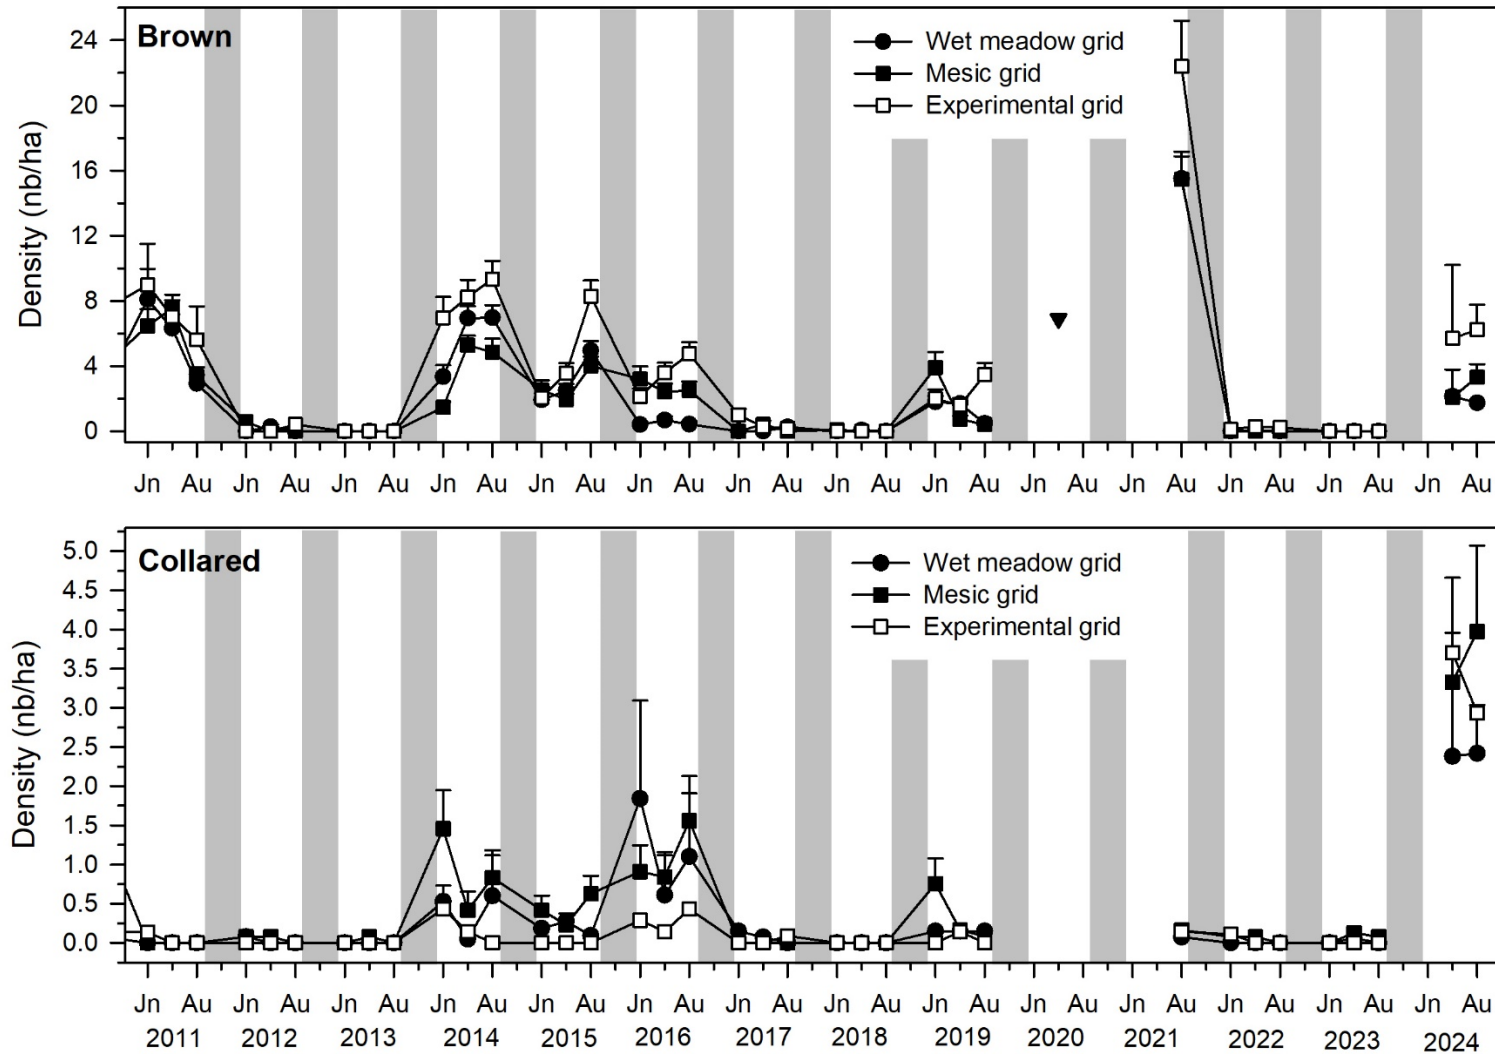 Brown
Wet meadow grid
Mesic grid
Experimental grid
Density (nb/ha)
24
20
16
12
8
4
0
Jn Au Jn Au Jn Au Jn Au Jn Au Jn Au Jn Au Jn Au Jn Au Jn Au Jn Au Jn Au Jn Au Jn Au
Collared
Wet meadow grid
Mesic grid
Experimental grid
Density (nb/ha)
5.0
4.5
4.0
3.5
3.0
2.5
2.0
1.5
1.0
0.5
0.0
Jn Au Jn Au Jn Au Jn Au Jn Au Jn Au Jn Au Jn Au Jn Au Jn Au Jn Au Jn Au Jn Au Jn Au
2011 2012 2013 2014 2015 2016 2017 2018 2019 2020 2021 2022 2023 2024